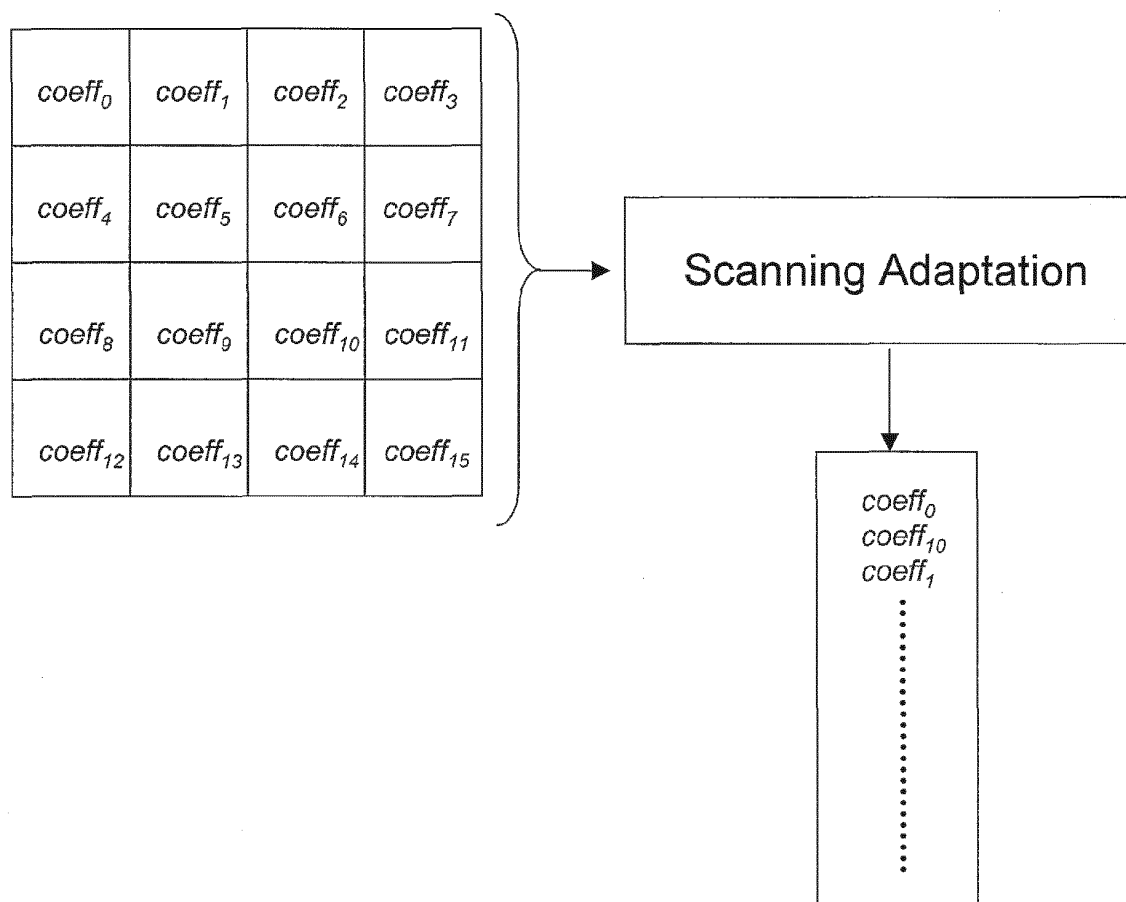 coeff₀ coeff₁ coeff₂ coeff₃
coeff₄ coeff₅ coeff₆ coeff₇
coeff₈ coeff₉ coeff₁₀ coeff₁₁
coeff₁₂ coeff₁₃ coeff₁₄ coeff₁₅
Scanning Adaptation
coeff₀
coeff₁₀
coeff₁